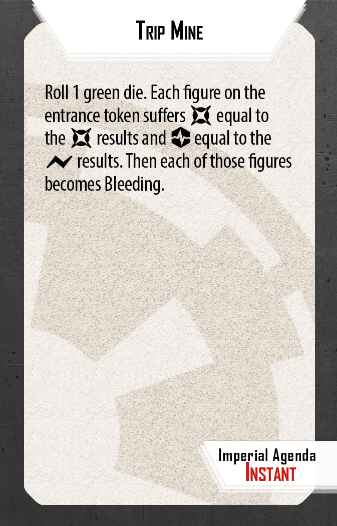 Trip Mine
Roll 1 green die. Each figure on the
entrance token suffers equal to
the results and equal to the
results. Then each of those figures
becomes Bleeding.
Imperial Agenda
Instant